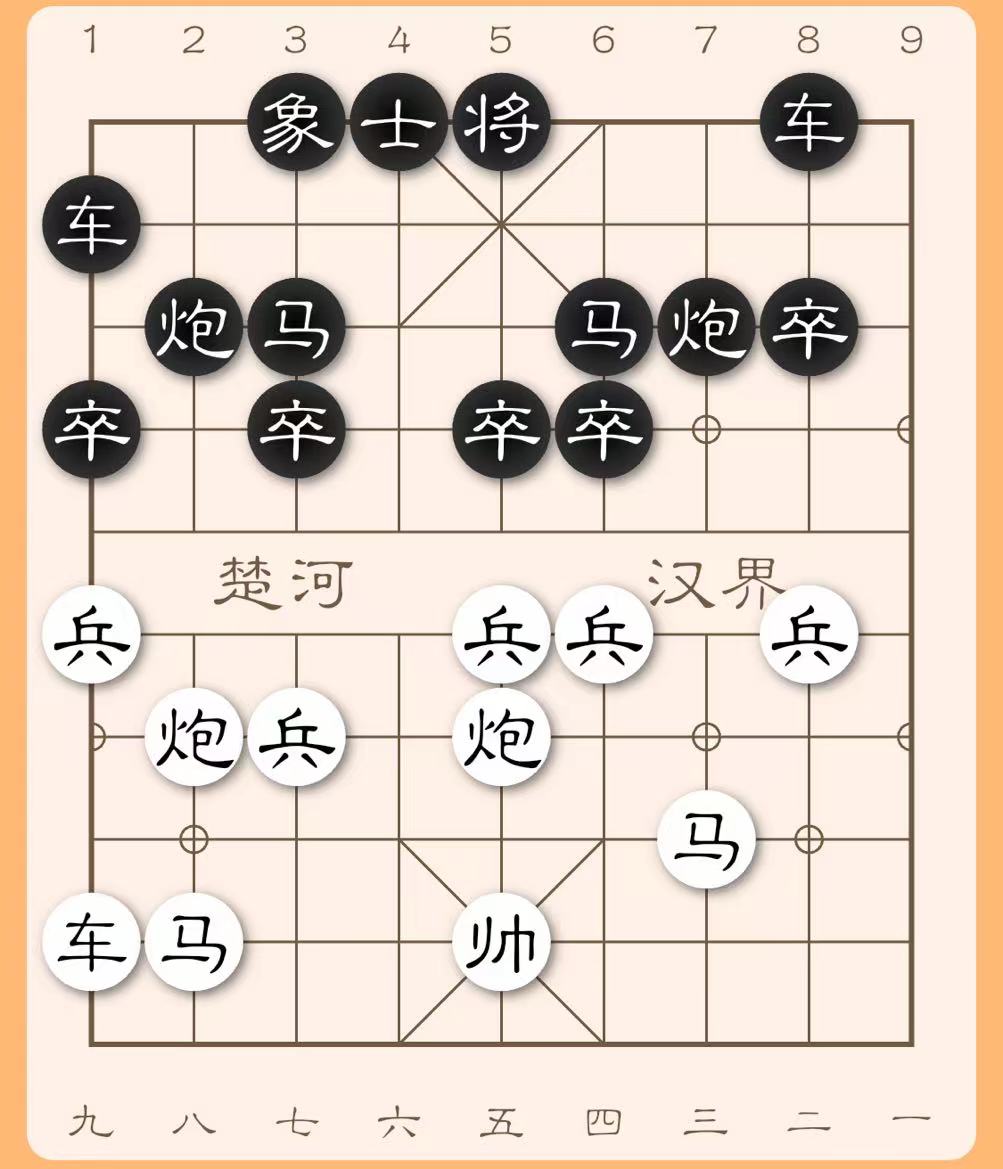 1 2 3 4 5 6 7 8 9
象 士 将 车
车
炮 马 马 炮 卒
卒 卒 卒 卒
楚河 汉界
兵 兵 兵 兵
炮 兵 炮
马
车 马 帅
九 八 七 六 五 四 三 二 一